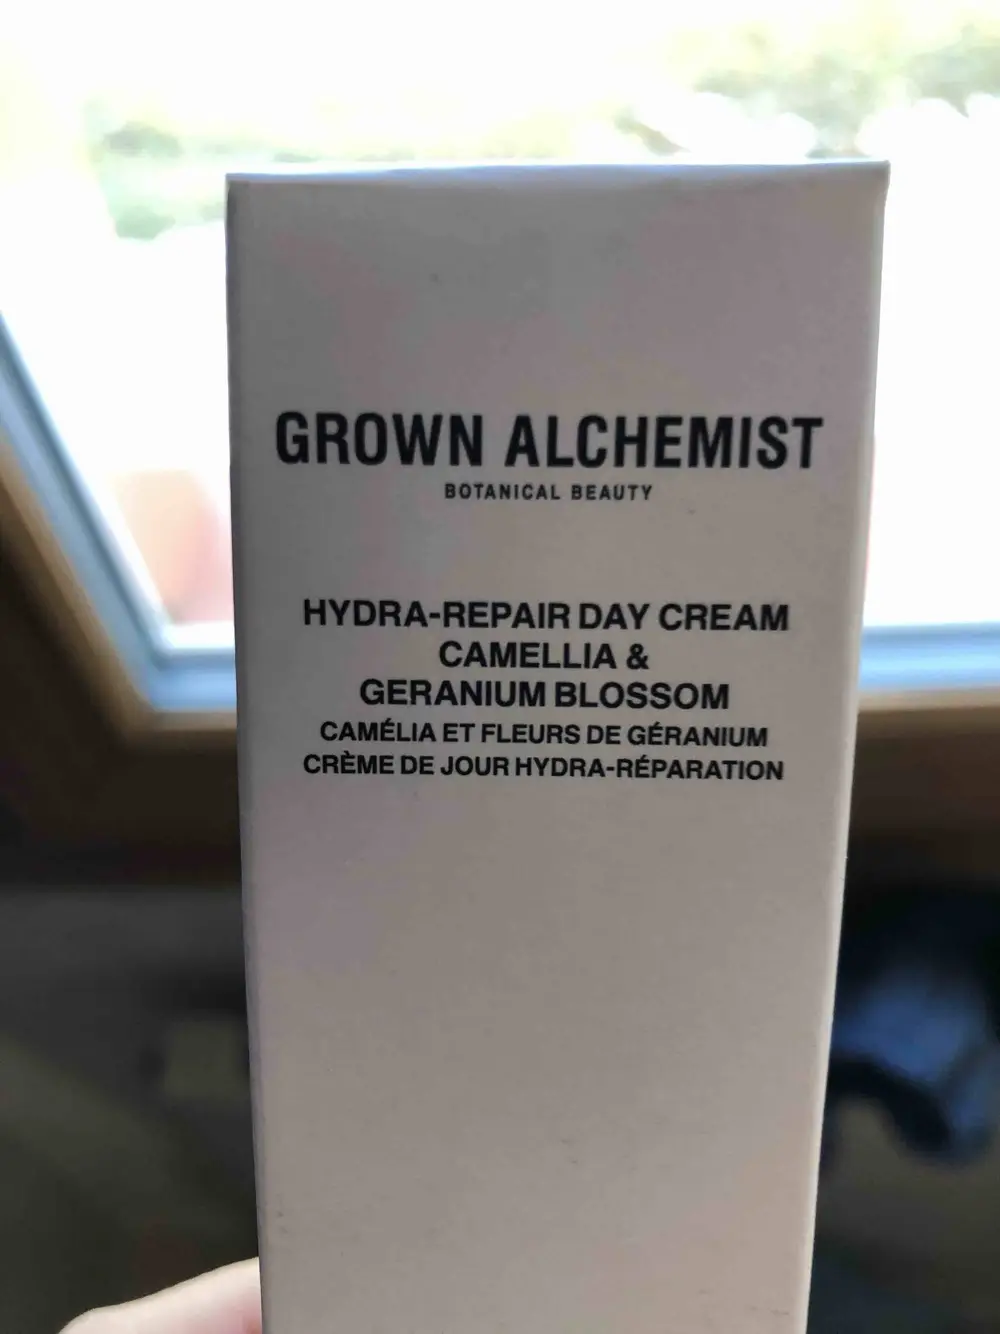 GROWN ALCHEMIST
BOTANICAL BEAUTY
HYDRA-REPAIR DAY CREAM
CAMELLIA &
GERANIUM BLOSSOM
CAMÉLIA ET FLEURS DE GÉRANIUM
CRÈME DE JOUR HYDRA-RÉPARATION